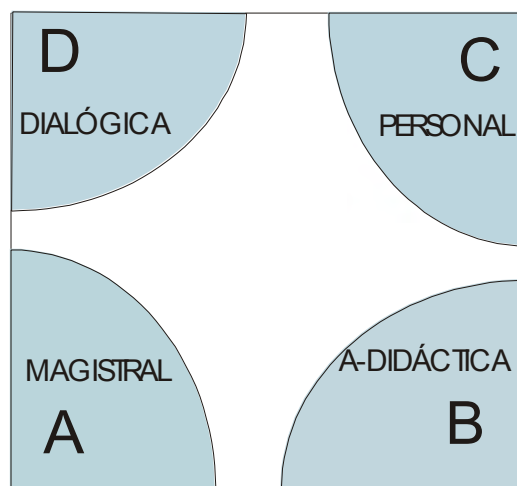 D
DIALÓGICA
C
PERSONAL
MAGISTRAL
A
A-DIDÁCTICA
B